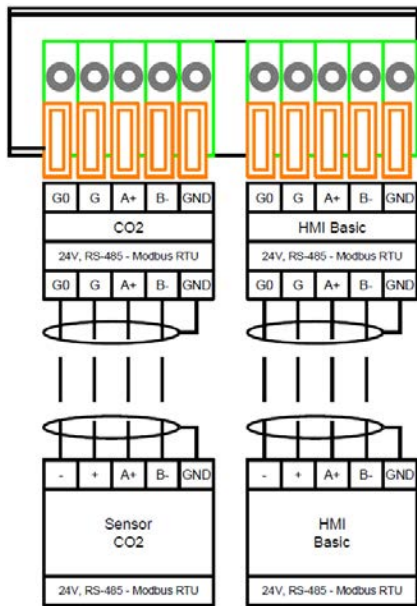 G0 G A+ B- GND G0 G A+ B- GND
CO2 HMI Basic
24V, RS-485 - Modbus RTU 24V, RS-485 - Modbus RTU
G0 G A+ B- GND G0 G A+ B- GND
- + A+ B- GND - + A+ B- GND
Sensor HMI
CO2 Basic
24V, RS-485 - Modbus RTU 24V, RS-485 - Modbus RTU